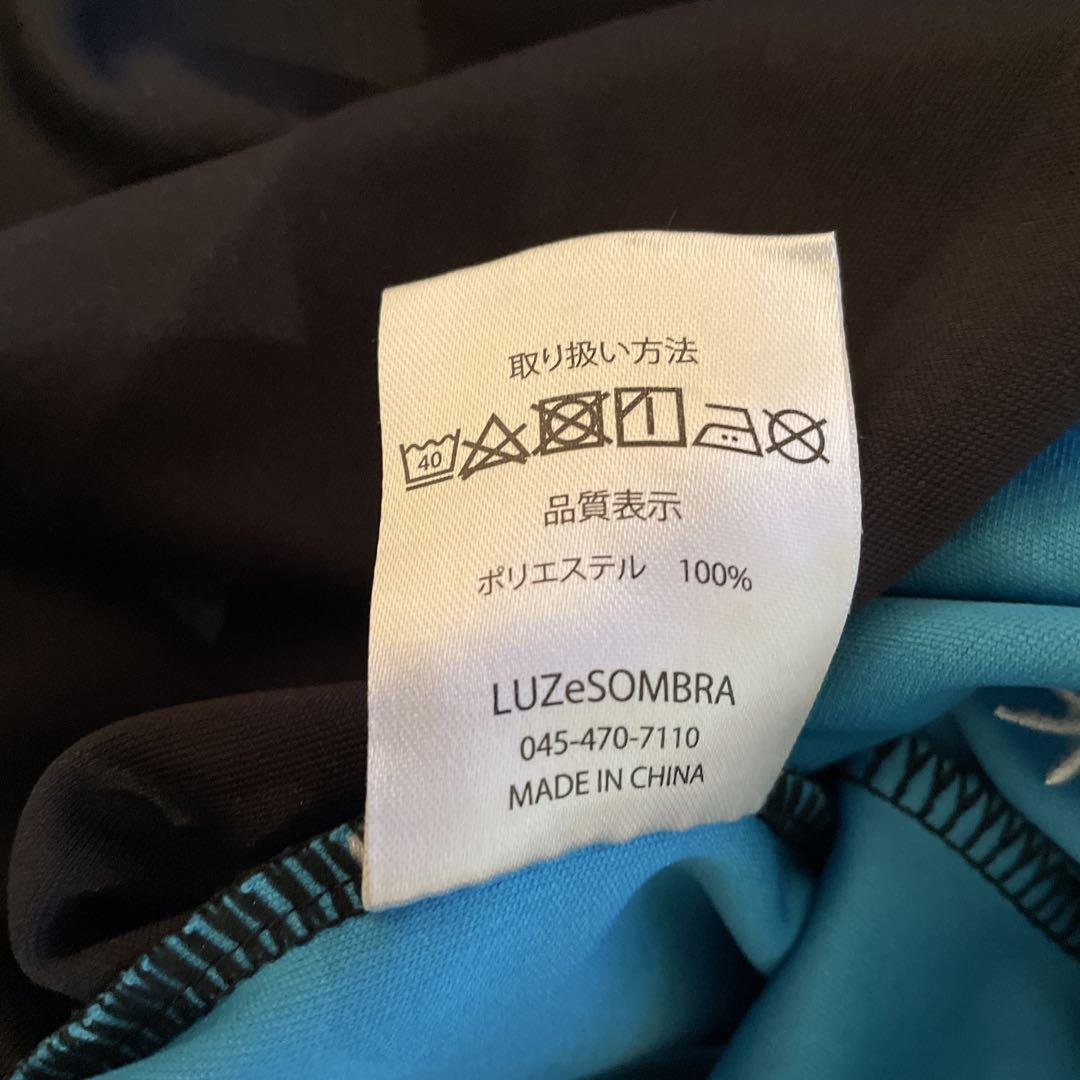 取り扱い方法
40
品質表示
ポリエステル 100%
LUZeSOMBRA
045-470-7110
MADE IN CHINA